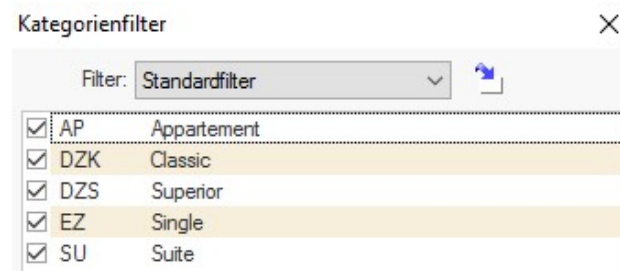 Kategorienfilter
Filter: Standardfilter
AP Appartement
DZK Classic
DZS Superior
EZ Single
SU Suite